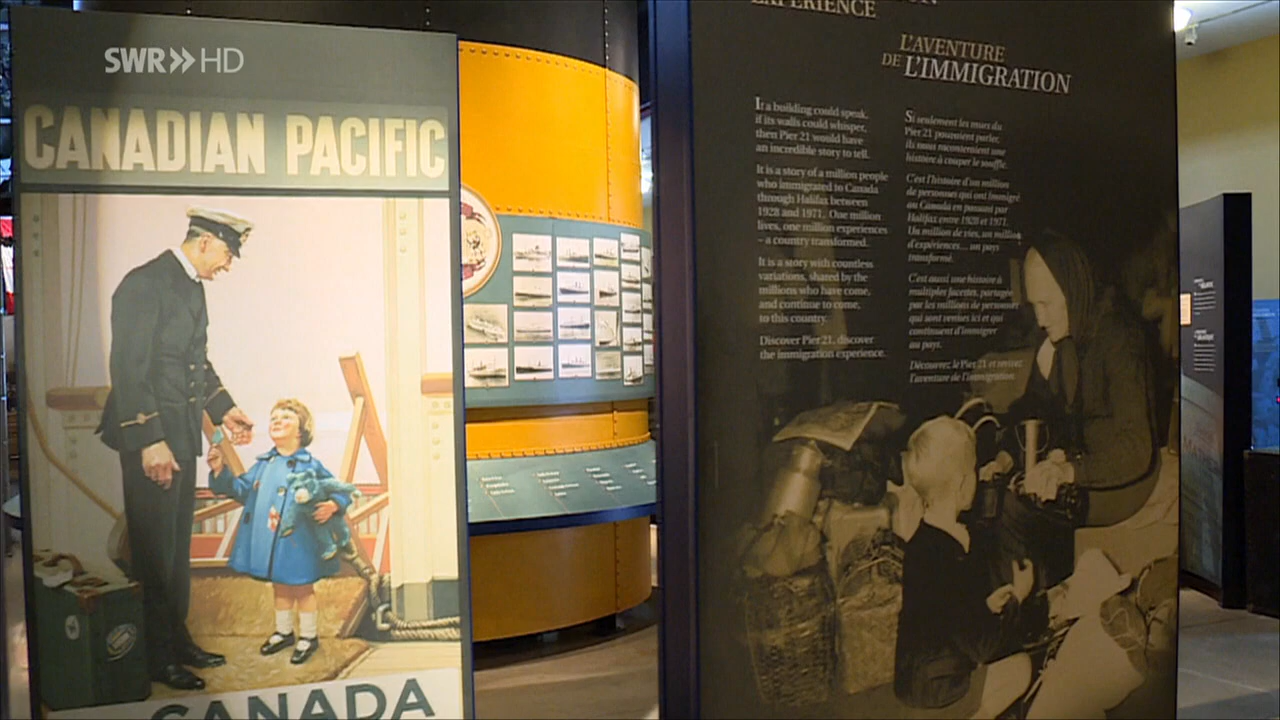 SWR HD
CANADIAN PACIFIC
CANADA
EXPERIENCE
L'AVENTURE
DE L'IMMIGRATION
If a building could speak,
if its walls could whisper,
then Pier 21 would have
an incredible story to tell.
It is a story of a million people
who immigrated to Canada
through Halifax between
1928 and 1971. One million
lives, one million experiences
– a country transformed.
It is a story with countless
variations, shared by the
millions who have come,
and continue to come,
to this country.
Discover Pier 21, discover
the immigration experience.
Si seulement les murs du
Pier 21 pouvaient parler,
ils nous raconteraient une
histoire à couper le souffle.
C'est l'histoire d'un million
de personnes qui ont immigré
au Canada en passant par
Halifax entre 1928 et 1971.
Un million de vies, un million
d'expériences... un pays
transformé.
C'est aussi une histoire à
multiples facettes, partagée
par les millions de personnes
qui sont venues ici et qui
continuent d'immigrer
au pays.
Découvrez le Pier 21 et revivez
l'aventure de l'immigration.